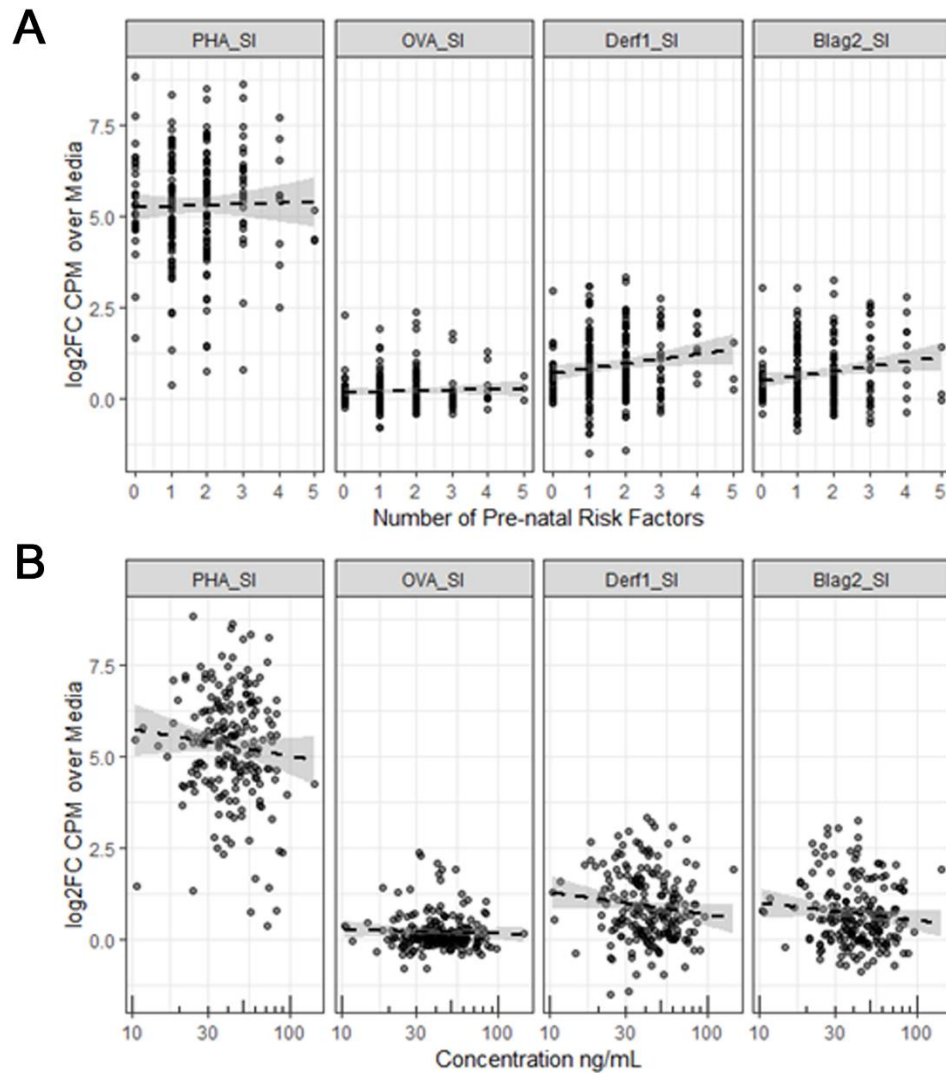 A
PHA_SI OVA_SI Derf1_SI Blag2_SI
log2FC CPM over Media
7.5
5.0
2.5
0.0
0 1 2 3 4 5 0 1 2 3 4 5 0 1 2 3 4 5 0 1 2 3 4 5
Number of Pre-natal Risk Factors
B
PHA_SI OVA_SI Derf1_SI Blag2_SI
log2FC CPM over Media
7.5
5.0
2.5
0.0
10 30 100 10 30 100 10 30 100 10 30 100
Concentration ng/mL